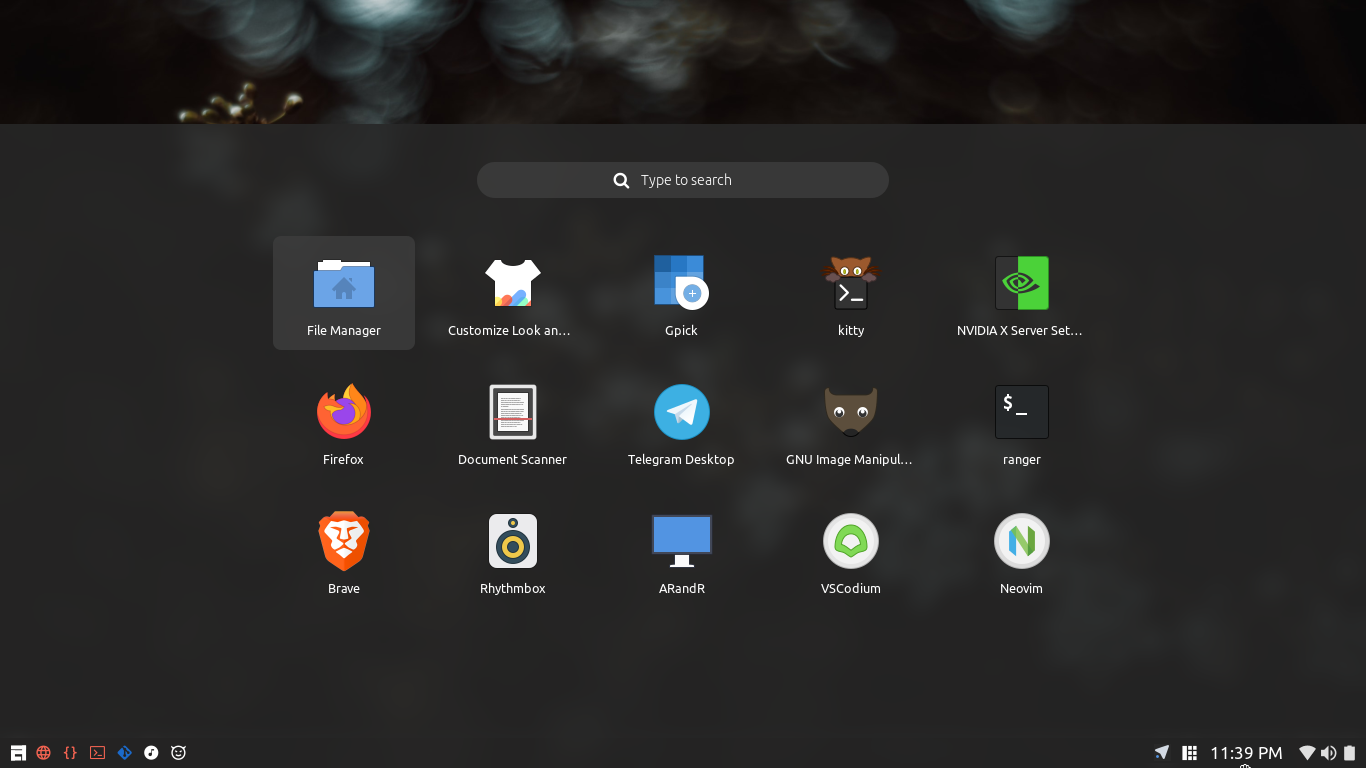 Type to search
File Manager
Customize Look an...
Gpick
kitty
NVIDIA X Server Set...
Firefox
Document Scanner
Telegram Desktop
GNU Image Manipul...
$_
ranger
Brave
Rhythmbox
ARandR
VSCodium
N
Neovim
11:39 PM